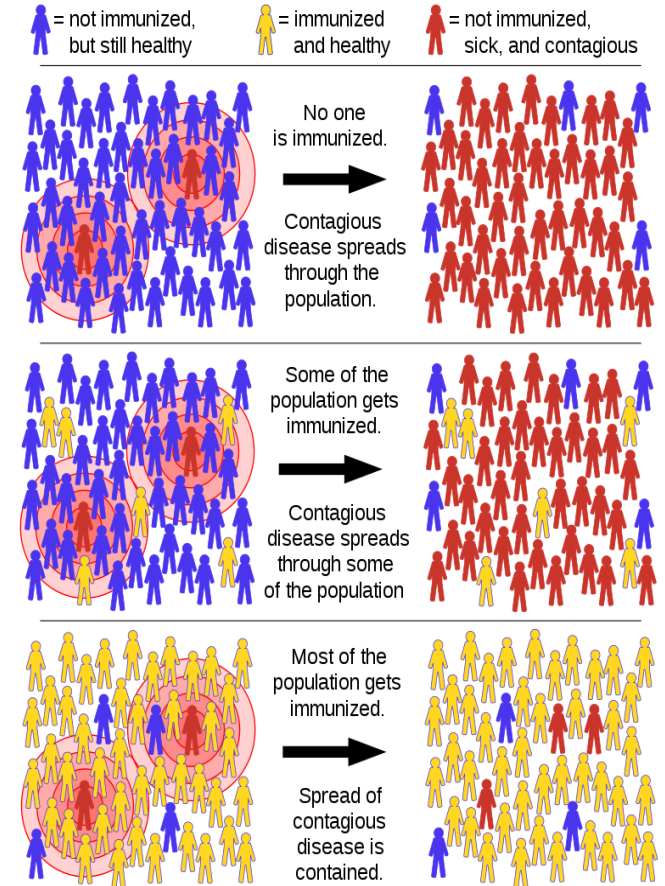 = not immunized,
but still healthy
= immunized
and healthy
= not immunized,
sick, and contagious
No one
is immunized.
Contagious
disease spreads
through the
population.
Some of the
population gets
immunized.
Contagious
disease spreads
through some
of the population
Most of the
population gets
immunized.
Spread of
contagious
disease is
contained.